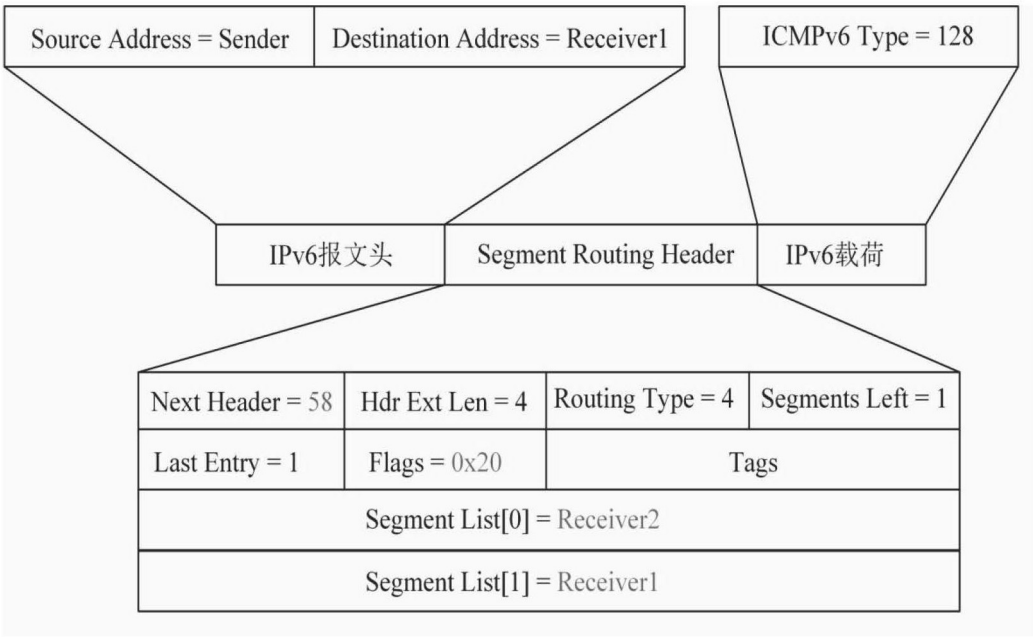 Source Address = Sender
Destination Address = Receiver1
ICMPv6 Type = 128
IPv6报文头
Segment Routing Header
IPv6载荷
Next Header = 58
Hdr Ext Len = 4
Routing Type = 4
Segments Left = 1
Last Entry = 1
Flags = 0x20
Tags
Segment List[0] = Receiver2
Segment List[1] = Receiver1